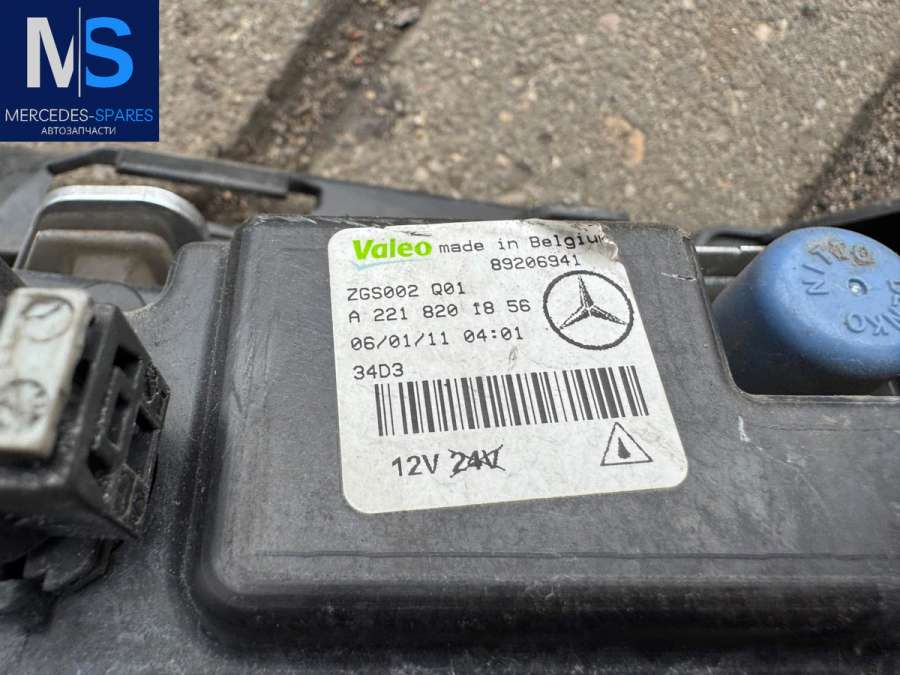 MS
MERCEDES-SPARES
АВТОЗАПЧАСТИ
Valeo made in Belgium
89206941
ZGS002 Q01
A 221 820 18 56
06/01/11 04:01
34D3
12V 24V